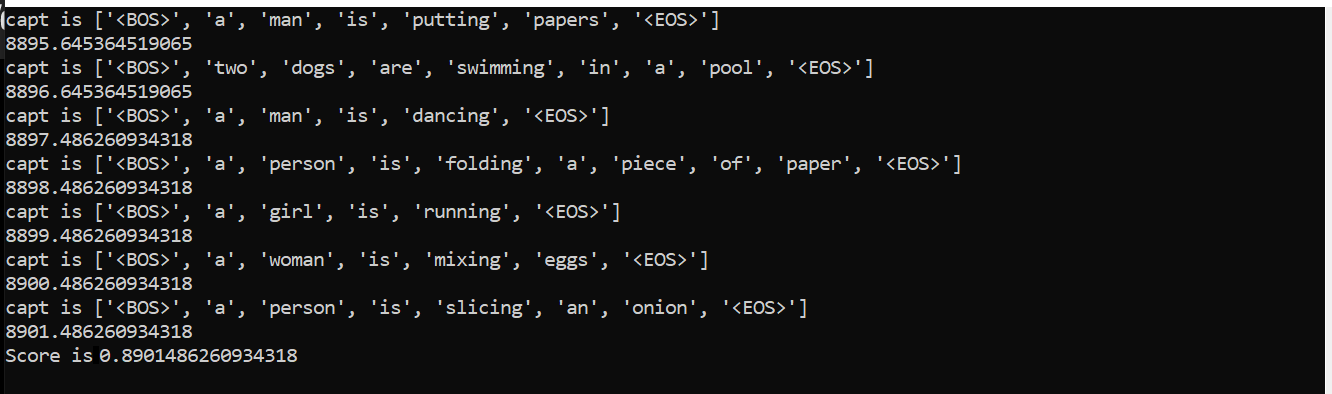 capt is ['<BOS>', 'a', 'man', 'is', 'putting', 'papers', '<EOS>']
8895.645364519065
capt is ['<BOS>', 'two', 'dogs', 'are', 'swimming', 'in', 'a', 'pool', '<EOS>']
8896.645364519065
capt is ['<BOS>', 'a', 'man', 'is', 'dancing', '<EOS>']
8897.486260934318
capt is ['<BOS>', 'a', 'person', 'is', 'folding', 'a', 'piece', 'of', 'paper', '<EOS>']
8898.486260934318
capt is ['<BOS>', 'a', 'girl', 'is', 'running', '<EOS>']
8899.486260934318
capt is ['<BOS>', 'a', 'woman', 'is', 'mixing', 'eggs', '<EOS>']
8900.486260934318
capt is ['<BOS>', 'a', 'person', 'is', 'slicing', 'an', 'onion', '<EOS>']
8901.486260934318
Score is 0.8901486260934318